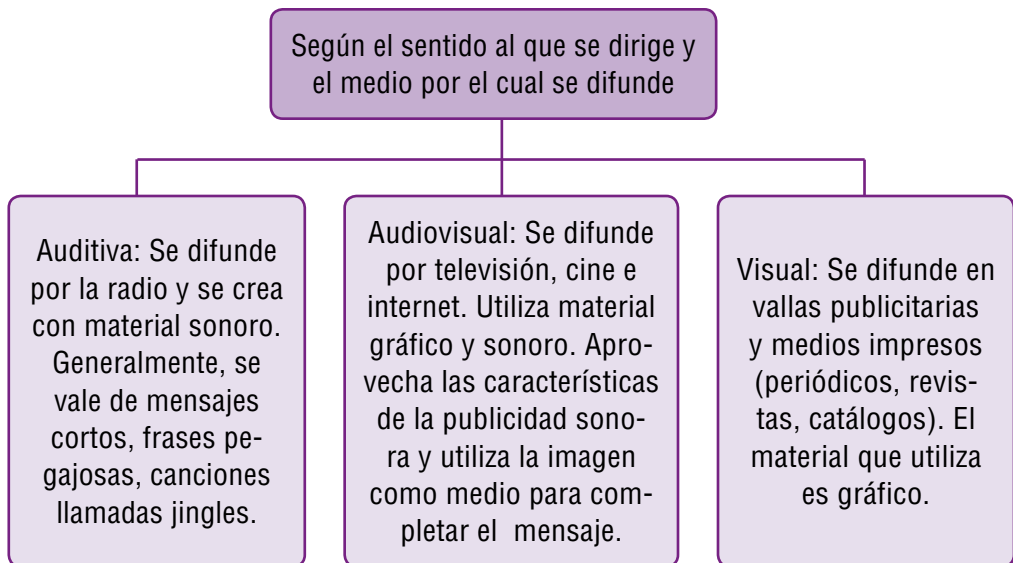 Según el sentido al que se dirige y
el medio por el cual se difunde
Auditiva: Se difunde
por la radio y se crea
con material sonoro.
Generalmente, se
vale de mensajes
cortos, frases pe-
gajosas, canciones
llamadas jingles.
Audiovisual: Se difunde
por televisión, cine e
internet. Utiliza material
gráfico y sonoro. Apro-
vecha las características
de la publicidad sono-
ra y utiliza la imagen
como medio para com-
pletar el  mensaje.
Visual: Se difunde en
vallas publicitarias
y medios impresos
(periódicos, revis-
tas, catálogos). El
material que utiliza
es gráfico.